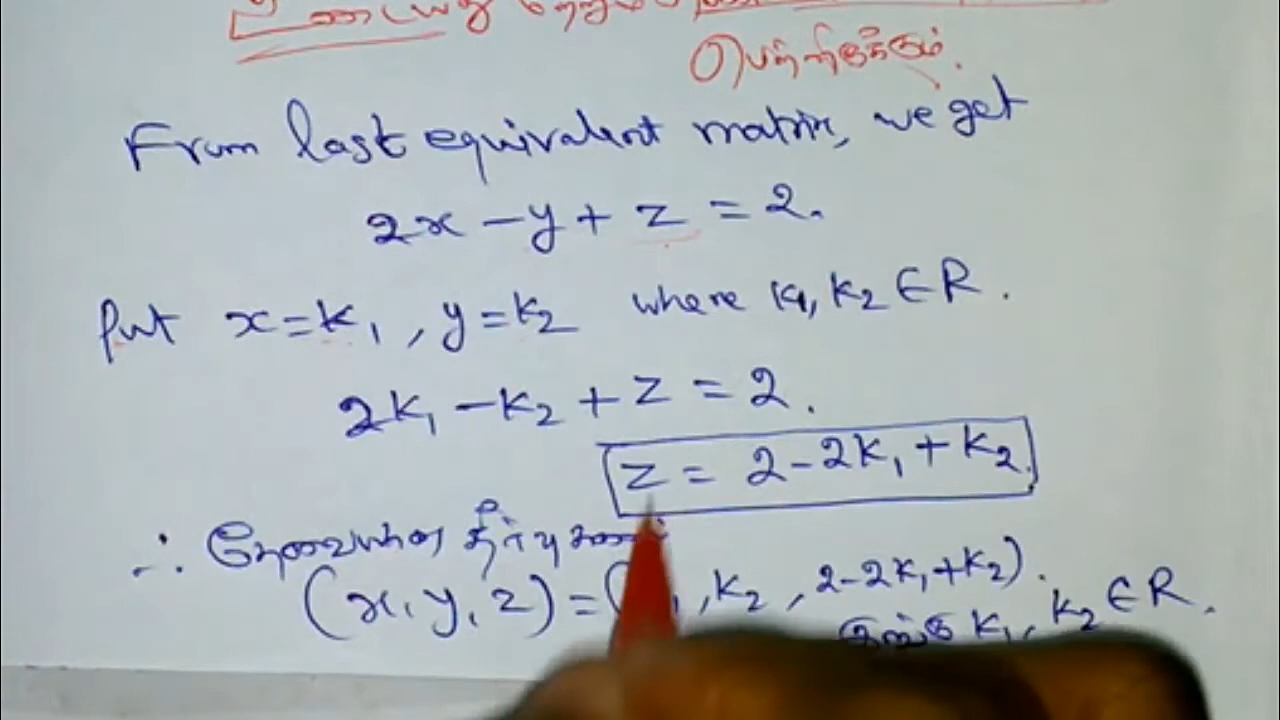 பெற்றிருக்கும்.
From last equivalent matrix, we get
2x - y + z = 2.
Put x = k₁, y = k₂ where k₁, k₂ ∈ R.
2k₁ - k₂ + z = 2.
z = 2 - 2k₁ + k₂.
∴ தேவையான
(x, y, z) = ( , k₂, 2-2k₁+k₂).
இங்கு k₁, k₂ ∈ R.